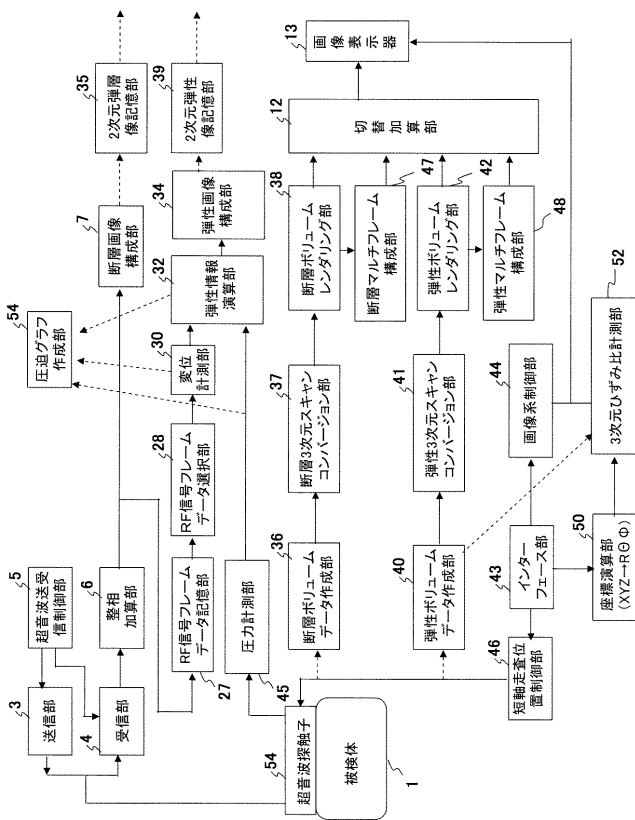 5
超音波送受
信制御部
3
送信部
4
受信部
6
整相
加算部
54
圧迫グラフ
作成部
7
断層画像
構成部
35
2次元弾層
像記憶部
27
RF信号フレーム
データ記憶部
28
RF信号フレーム
データ選択部
30
変位
計測部
32
弾性情報
演算部
34
弾性画像
構成部
39
2次元弾性
像記憶部
45
圧力計測部
54
超音波探触子
被検体
1
36
断層ボリューム
データ作成部
37
断層3次元スキャン
コンバージョン部
38
断層ボリューム
レンダリング部
47
断層マルチフレーム
構成部
12
切替加算部
13
画像表示器
40
弾性ボリューム
データ作成部
41
弾性3次元スキャン
コンバージョン部
42
弾性ボリューム
レンダリング部
48
弾性マルチフレーム
構成部
46
短軸走査位
置制御部
43
インター
フェース部
44
画像系制御部
50
座標演算部
(XYZ→RΘΦ)
52
3次元ひずみ比計測部